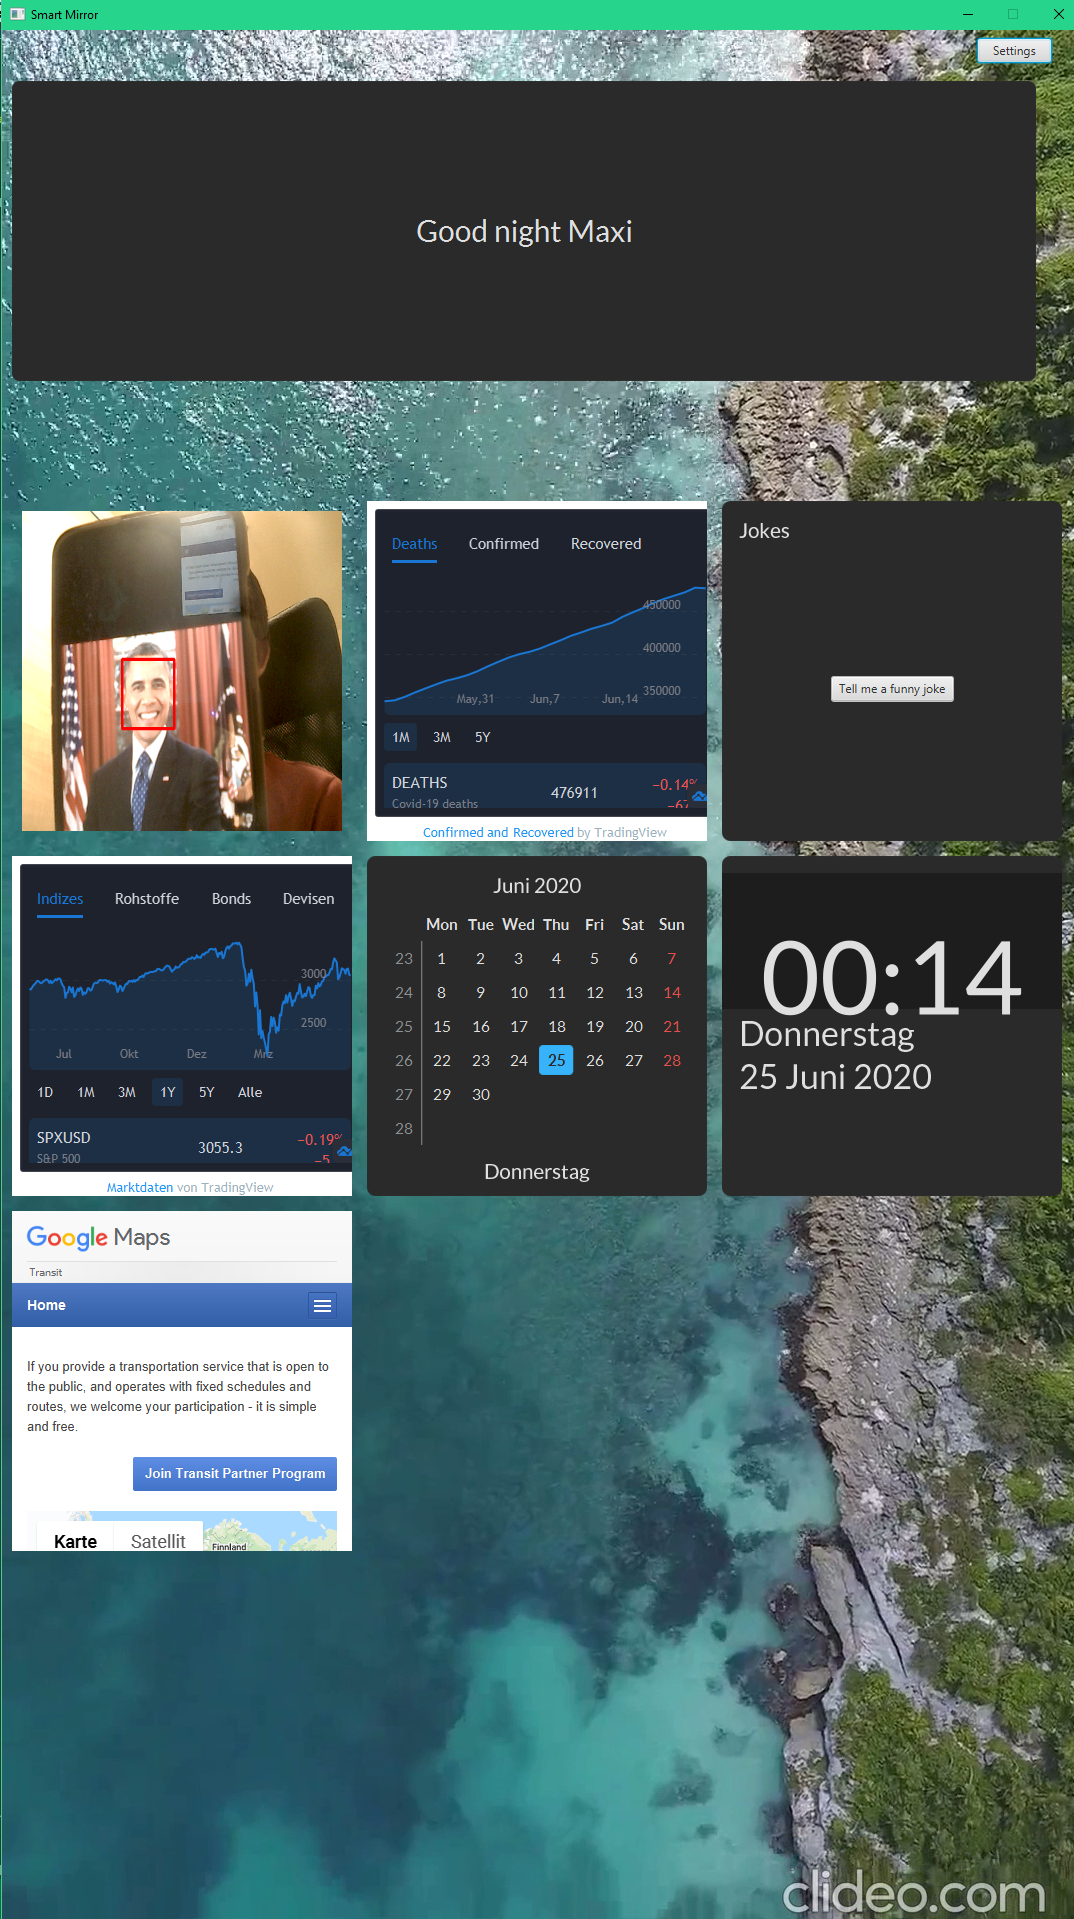 Smart Mirror
Settings
Good night Maxi
Deaths Confirmed Recovered
450000
400000
350000
May,31 Jun,7 Jun,14
1M 3M 5Y
DEATHS
Covid-19 deaths
476911
−0.14%
Confirmed and Recovered by TradingView
Jokes
Tell me a funny joke
Indizes Rohstoffe Bonds Devisen
3000
2500
Jul Okt Dez Mrz
1D 1M 3M 1Y 5Y Alle
SPXUSD
S&P 500
3055.3
−0.19%
−5
Marktdaten von TradingView
Juni 2020
Mon Tue Wed Thu Fri Sat Sun
23 1 2 3 4 5 6 7
24 8 9 10 11 12 13 14
25 15 16 17 18 19 20 21
26 22 23 24 25 26 27 28
27 29 30
28
Donnerstag
00:14
Donnerstag
25 Juni 2020
Google Maps
Transit
Home
If you provide a transportation service that is open to
the public, and operates with fixed schedules and
routes, we welcome your participation - it is simple
and free.
Join Transit Partner Program
Karte Satellit
Finnland
clideo.com